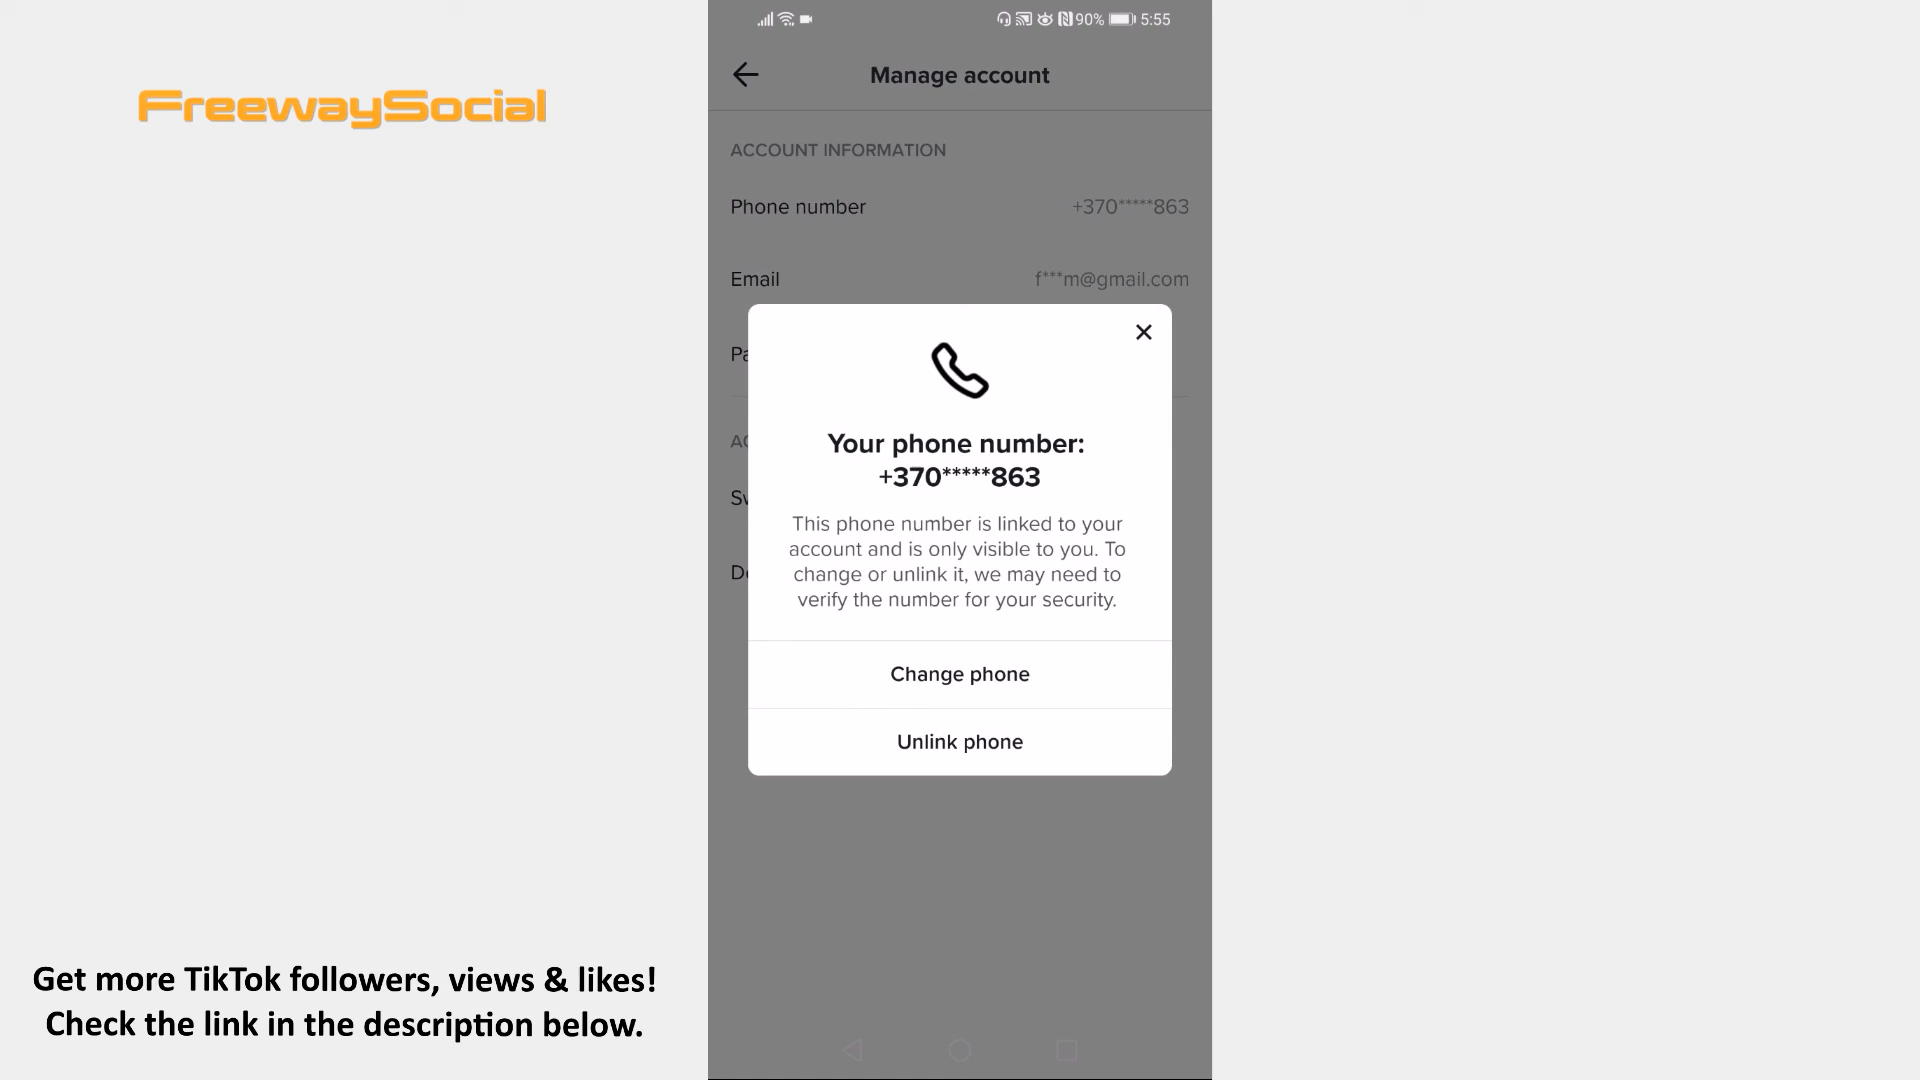 FreewaySocial
90% 5:55
Manage account
ACCOUNT INFORMATION
Phone number +370*****863
Email f***m@gmail.com
Your phone number:
+370*****863
This phone number is linked to your
account and is only visible to you. To
change or unlink it, we may need to
verify the number for your security.
Change phone
Unlink phone
Get more TikTok followers, views & likes!
Check the link in the description below.